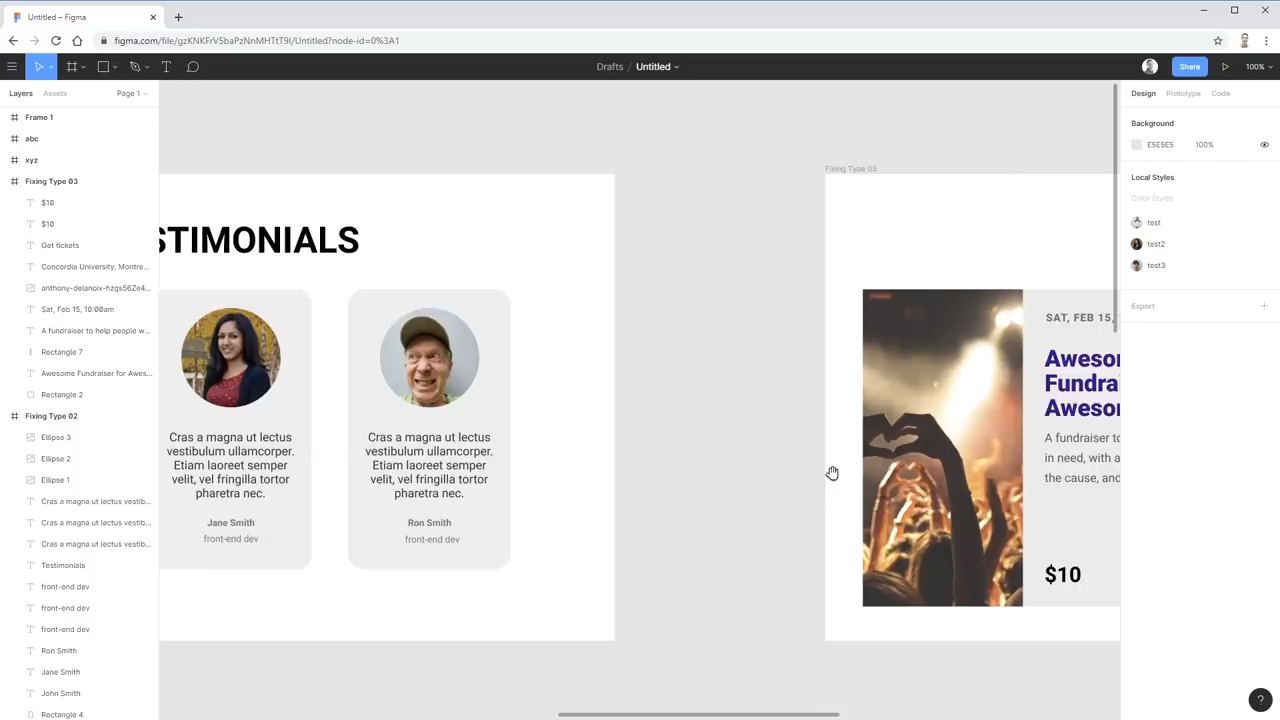 Untitled – Figma
figma.com/file/gzKNKFrV5baPzNnMHTtT9l/Untitled?node-id=0%3A1
Drafts / Untitled
Share
100%
Layers
Assets
Page 1
Frame 1
abc
xyz
Fixing Type 03
$10
$10
Get tickets
Concordia University, Montre...
anthony-delanoix-hzgs56Ze4...
Sat, Feb 15, 10:00am
A fundraiser to help people w...
Rectangle 7
Awesome Fundraiser for Awes...
Rectangle 2
Fixing Type 02
Ellipse 3
Ellipse 2
Ellipse 1
Cras a magna ut lectus vestib...
Cras a magna ut lectus vestib...
Cras a magna ut lectus vestib...
Testimonials
front-end dev
front-end dev
front-end dev
Ron Smith
Jane Smith
John Smith
Rectangle 4
STIMONIALS
Cras a magna ut lectus
vestibulum ullamcorper.
Etiam laoreet semper
velit, vel fringilla tortor
pharetra nec.
Jane Smith
front-end dev
Cras a magna ut lectus
vestibulum ullamcorper.
Etiam laoreet semper
velit, vel fringilla tortor
pharetra nec.
Ron Smith
front-end dev
Fixing Type 03
SAT, FEB 15,
Aweso
Fundra
Aweso
A fundraiser to
in need, with a
the cause, and
$10
Design
Prototype
Code
Background
E5E5E5 100%
Local Styles
Color Styles
test
test2
test3
Export
?